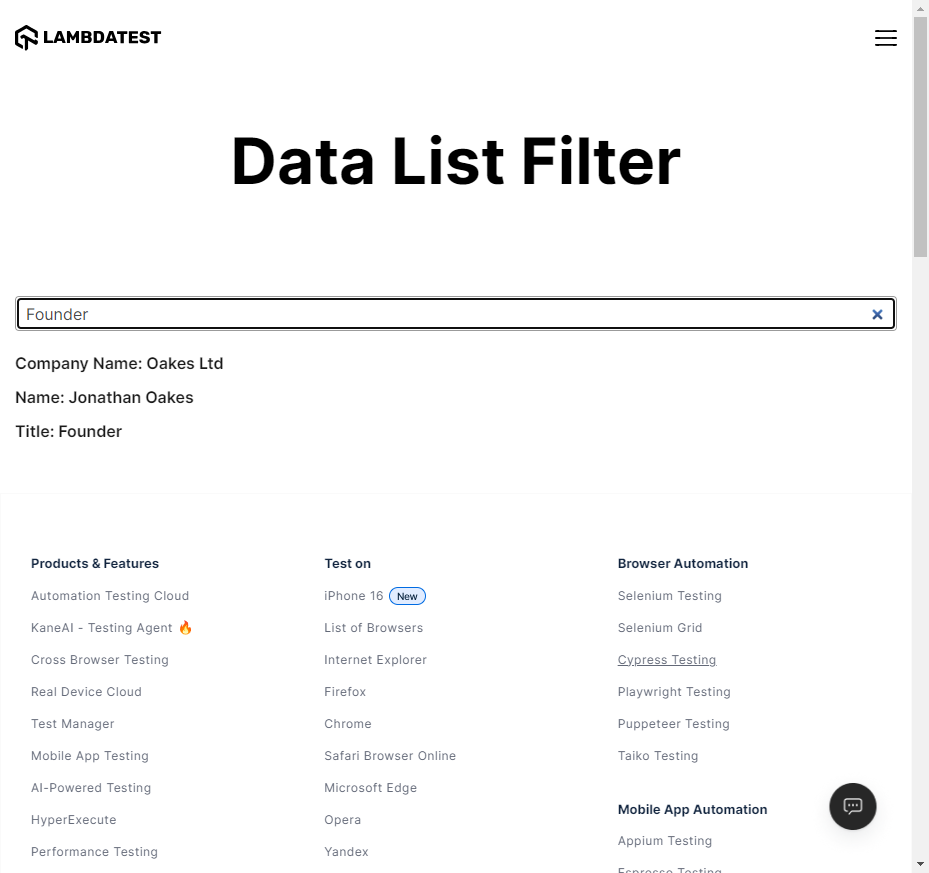 LAMBDATEST
Data List Filter
Founder
Company Name: Oakes Ltd
Name: Jonathan Oakes
Title: Founder
Products & Features
Automation Testing Cloud
KaneAI - Testing Agent 🔥
Cross Browser Testing
Real Device Cloud
Test Manager
Mobile App Testing
AI-Powered Testing
HyperExecute
Performance Testing
Test on
iPhone 16 New
List of Browsers
Internet Explorer
Firefox
Chrome
Safari Browser Online
Microsoft Edge
Opera
Yandex
Browser Automation
Selenium Testing
Selenium Grid
Cypress Testing
Playwright Testing
Puppeteer Testing
Taiko Testing
Mobile App Automation
Appium Testing
Espresso Testing